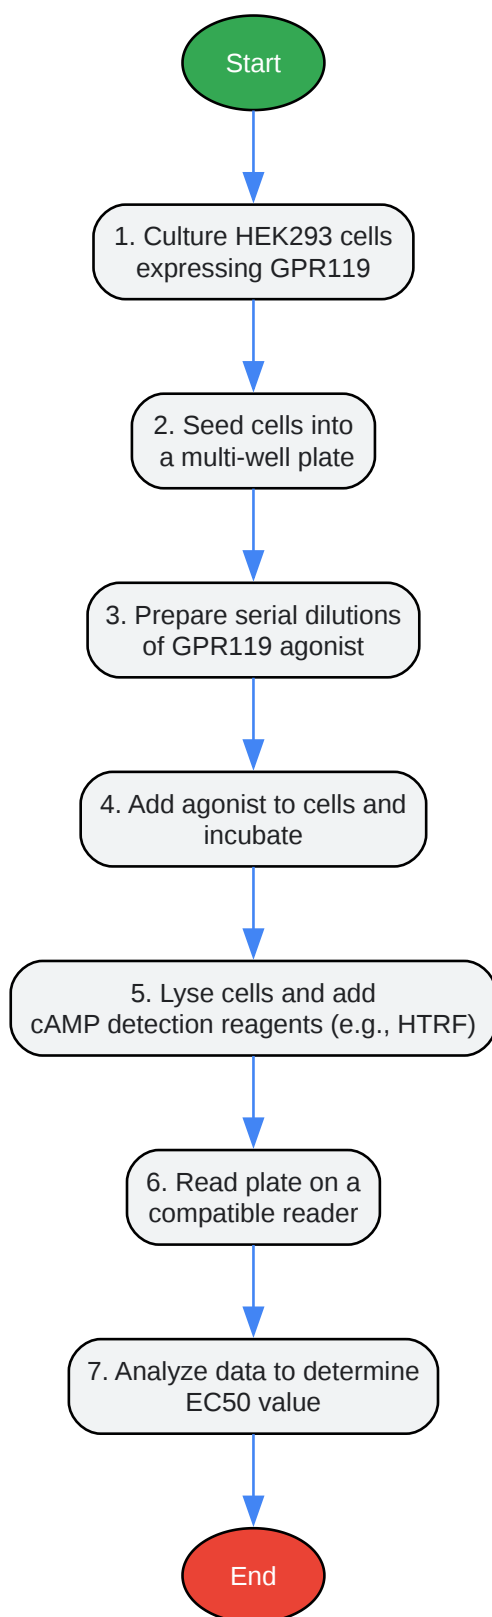 Start
1. Culture HEK293 cells
expressing GPR119
2. Seed cells into
a multi-well plate
3. Prepare serial dilutions
of GPR119 agonist
4. Add agonist to cells and
incubate
5. Lyse cells and add
cAMP detection reagents (e.g., HTRF)
6. Read plate on a
compatible reader
7. Analyze data to determine
EC50 value
End